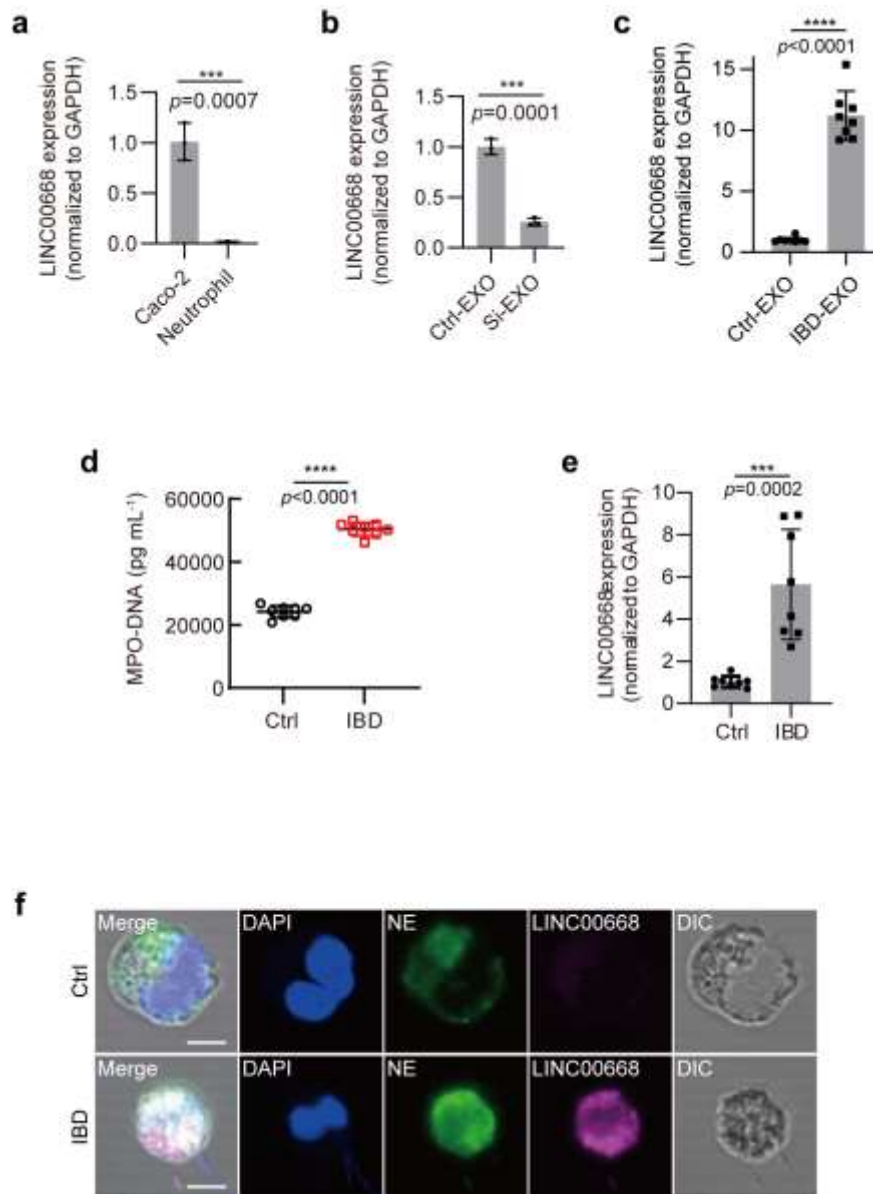 a
LINC00668 expression
(normalized to GAPDH)
***
p=0.0007
1.5
1.0
0.5
0.0
Caco-2
Neutrophil
b
LINC00668 expression
(normalized to GAPDH)
***
p=0.0001
1.5
1.0
0.5
0.0
Ctrl-EXO
Si-EXO
c
LINC00668 expression
(normalized to GAPDH)
****
p<0.0001
15
10
5
0
Ctrl-EXO
IBD-EXO
d
MPO-DNA (pg mL⁻¹)
****
p<0.0001
60000
40000
20000
0
Ctrl
IBD
e
LINC00668expression
(normalized to GAPDH)
***
p=0.0002
10
8
6
4
2
0
Ctrl
IBD
f
Ctrl
Merge
DAPI
NE
LINC00668
DIC
IBD
Merge
DAPI
NE
LINC00668
DIC